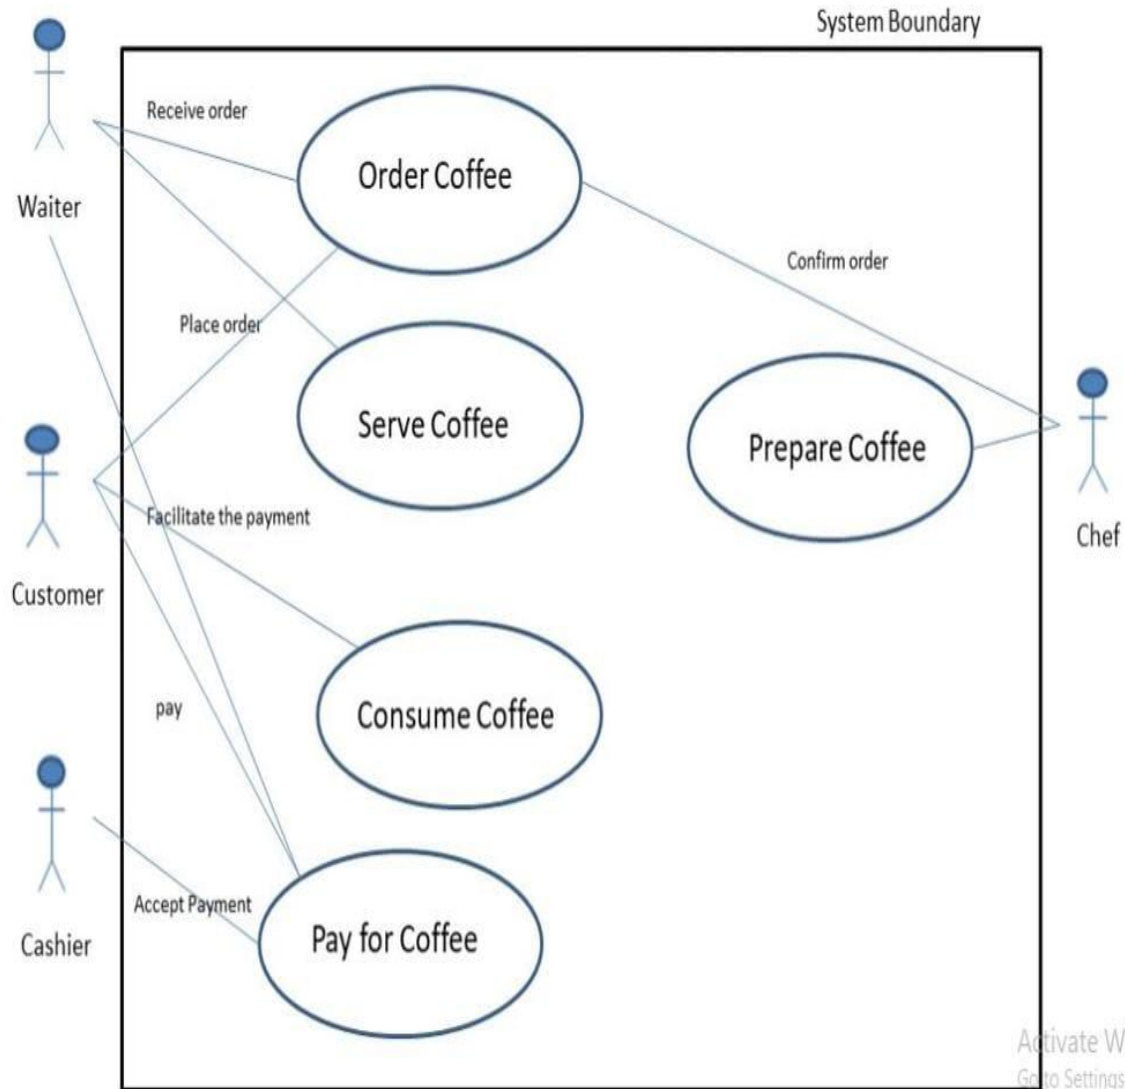 System Boundary
Receive order
Order Coffee
Waiter
Confirm order
Place order
Serve Coffee
Prepare Coffee
Facilitate the payment
Chef
Customer
pay
Consume Coffee
Accept Payment
Pay for Coffee
Cashier
Activate W
Go to Settings